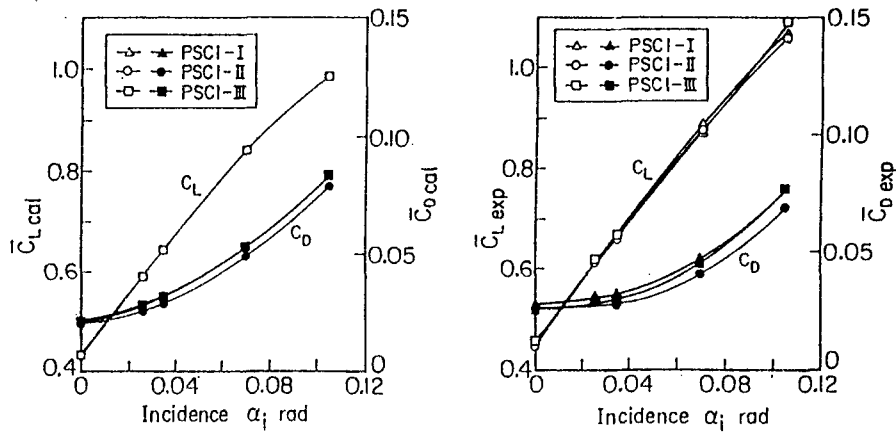 PSCI-I
PSCI-II
PSCI-III
1.0
0.8
0.6
0.4
C̄L cal
0.15
0.10
0.05
0
C̄D cal
CL
CD
0
0.04
0.08
0.12
Incidence αi rad
PSCI-I
PSCI-II
PSCI-III
1.0
0.8
0.6
0.4
C̄L exp
0.15
0.10
0.05
0
C̄D exp
CL
CD
0
0.04
0.08
0.12
Incidence αi rad